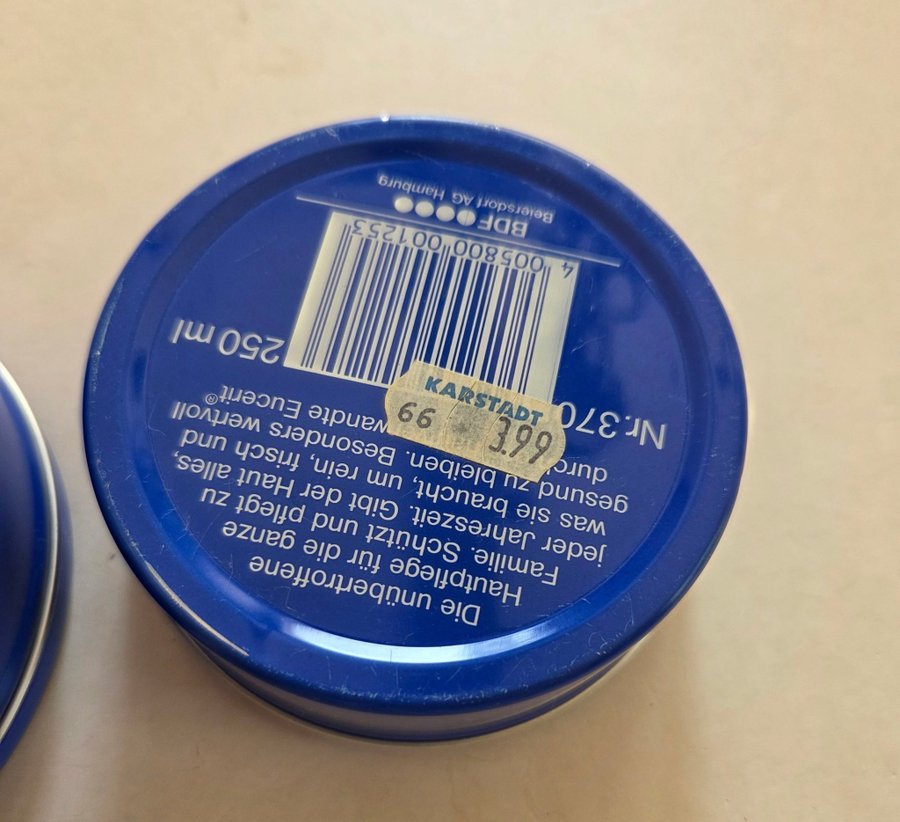 Die unübertroffene
Hautpflege für die ganze
Familie. Schützt und pflegt zu
jeder Jahreszeit. Gibt der Haut alles,
was sie braucht, um rein, frisch und
gesund zu bleiben. Besonders wertvoll
wandte Eucerit®
Nr. 370
250 ml
KARSTADT
66 3.99
4 005800 001253
BDF
Beiersdorf AG Hamburg